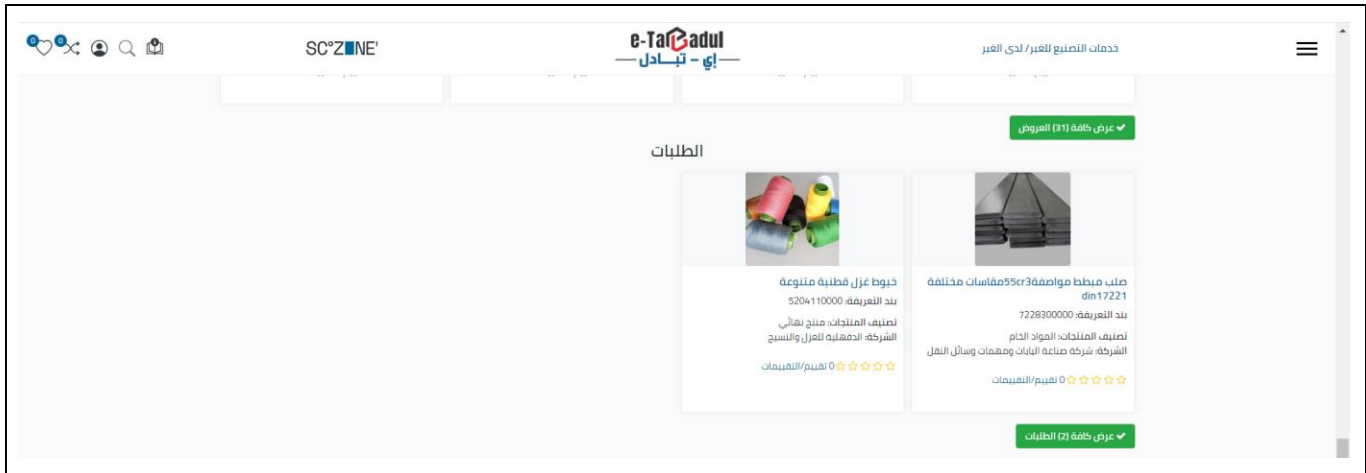 خدمات التصنيع للغير/ لدى الغير
e-Tabadul
إي - تبـــادل
SC°Z NE'
0
0
عرض كافة (31) العروض
الطلبات
صلب مبطط مواصفة55cr3مقاسات مختلفة
din17221
بند التعريفة: 7228300000
تصنيف المنتجات: المواد الخام
الشركة: شركة صناعة اليايات ومهمات وسائل النقل
0 تقييم/التقييمات
خيوط غزل قطنية متنوعة
بند التعريفة: 5204110000
تصنيف المنتجات: منتج نهائي
الشركة: الدقهلية للغزل والنسيج
0 تقييم/التقييمات
عرض كافة (2) الطلبات